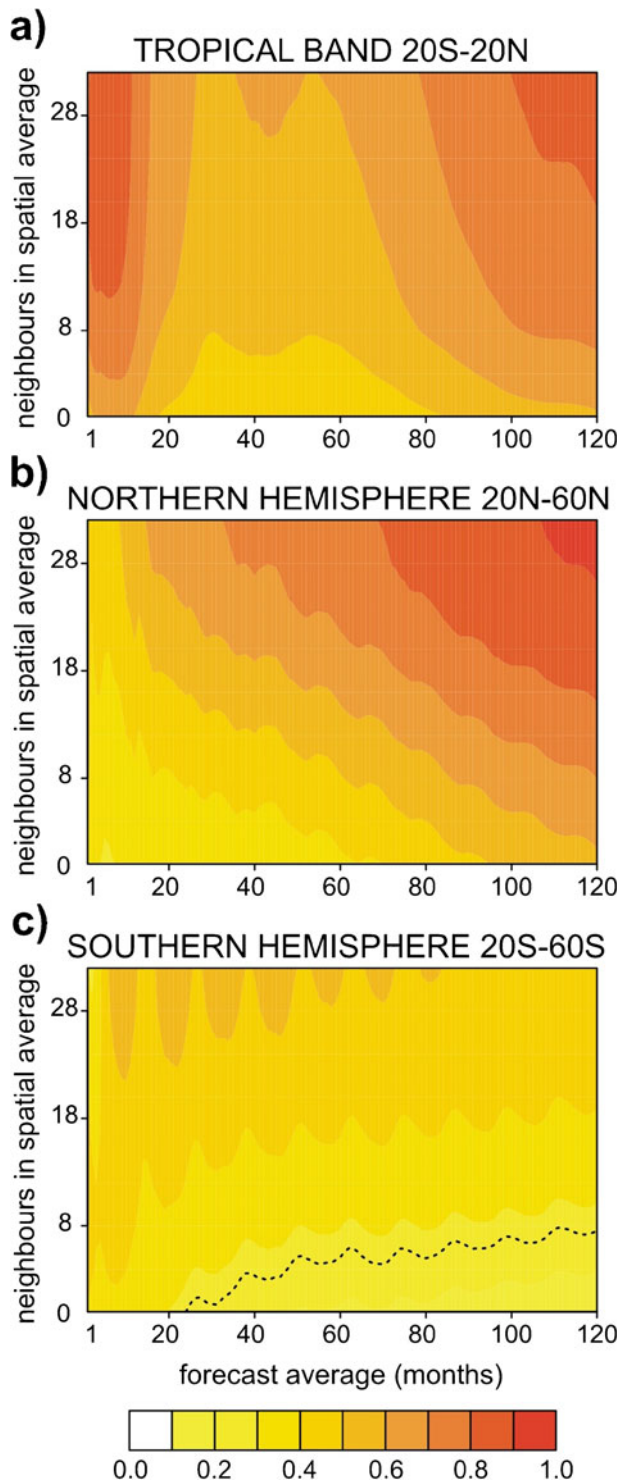 a)
TROPICAL BAND 20S-20N
neighbours in spatial average
28
18
8
0
1 20 40 60 80 100 120
b)
NORTHERN HEMISPHERE 20N-60N
neighbours in spatial average
28
18
8
0
1 20 40 60 80 100 120
c)
SOUTHERN HEMISPHERE 20S-60S
neighbours in spatial average
28
18
8
0
1 20 40 60 80 100 120
forecast average (months)
0.0 0.2 0.4 0.6 0.8 1.0